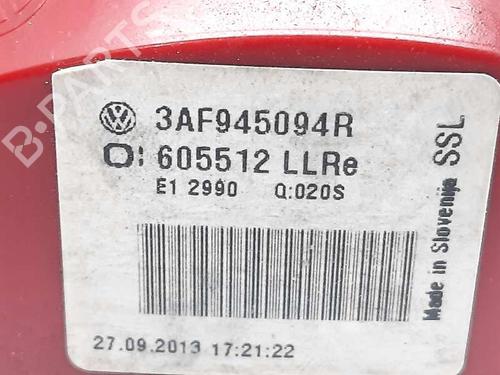 3AF945094R
605512 LLRe
E1 2990 Q:020S
27.09.2013 17:21:22
Made in Slovenija SSL
B-PARTS